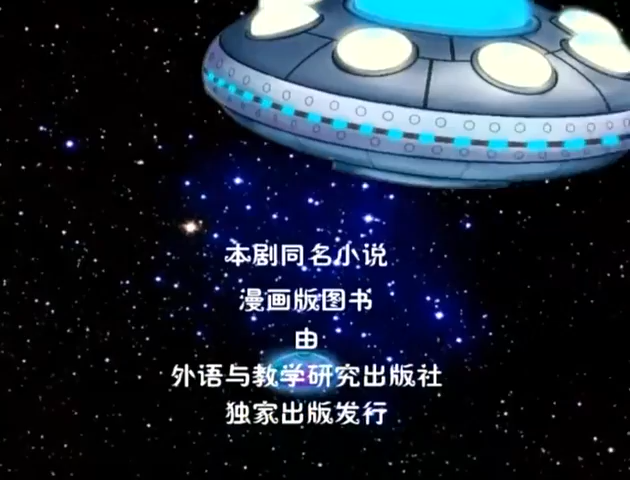 本剧同名小说
漫画版图书
由
外语与教学研究出版社
独家出版发行